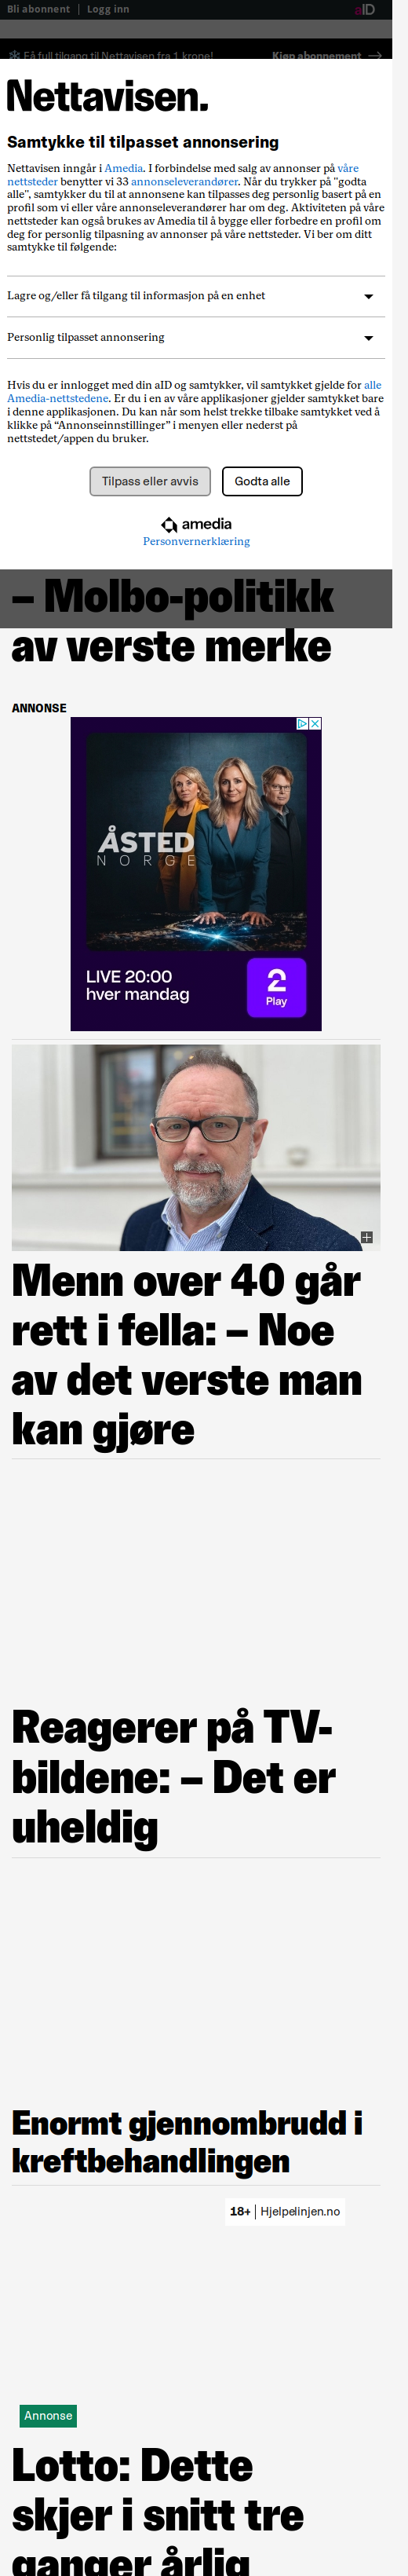 Bli abonnent | Logg inn
aID
Få full tilgang til Nettavisen fra 1 krone!
Kjøp abonnement
Nettavisen.
Samtykke til tilpasset annonsering
Nettavisen inngår i Amedia. I forbindelse med salg av annonser på våre
nettsteder benytter vi 33 annonseleverandører. Når du trykker på "godta
alle", samtykker du til at annonsene kan tilpasses deg personlig basert på en
profil som vi eller våre annonseleverandører har om deg. Aktiviteten på våre
nettsteder kan også brukes av Amedia til å bygge eller forbedre en profil om
deg for personlig tilpasning av annonser på våre nettsteder. Vi ber om ditt
samtykke til følgende:
Lagre og/eller få tilgang til informasjon på en enhet
Personlig tilpasset annonsering
Hvis du er innlogget med din aID og samtykker, vil samtykket gjelde for alle
Amedia-nettstedene. Er du i en av våre applikasjoner gjelder samtykket bare
i denne applikasjonen. Du kan når som helst trekke tilbake samtykket ved å
klikke på “Annonseinnstillinger” i menyen eller nederst på
nettstedet/appen du bruker.
Tilpass eller avvis
Godta alle
amedia
Personvernerklæring
– Molbo-politikk
av verste merke
ANNONSE
ÅSTED
NORGE
LIVE 20:00
hver mandag
2
Play
Menn over 40 går
rett i fella: – Noe
av det verste man
kan gjøre
Reagerer på TV-
bildene: – Det er
uheldig
Enormt gjennombrudd i
kreftbehandlingen
18+ | Hjelpelinjen.no
Annonse
Lotto: Dette
skjer i snitt tre
ganger årlig